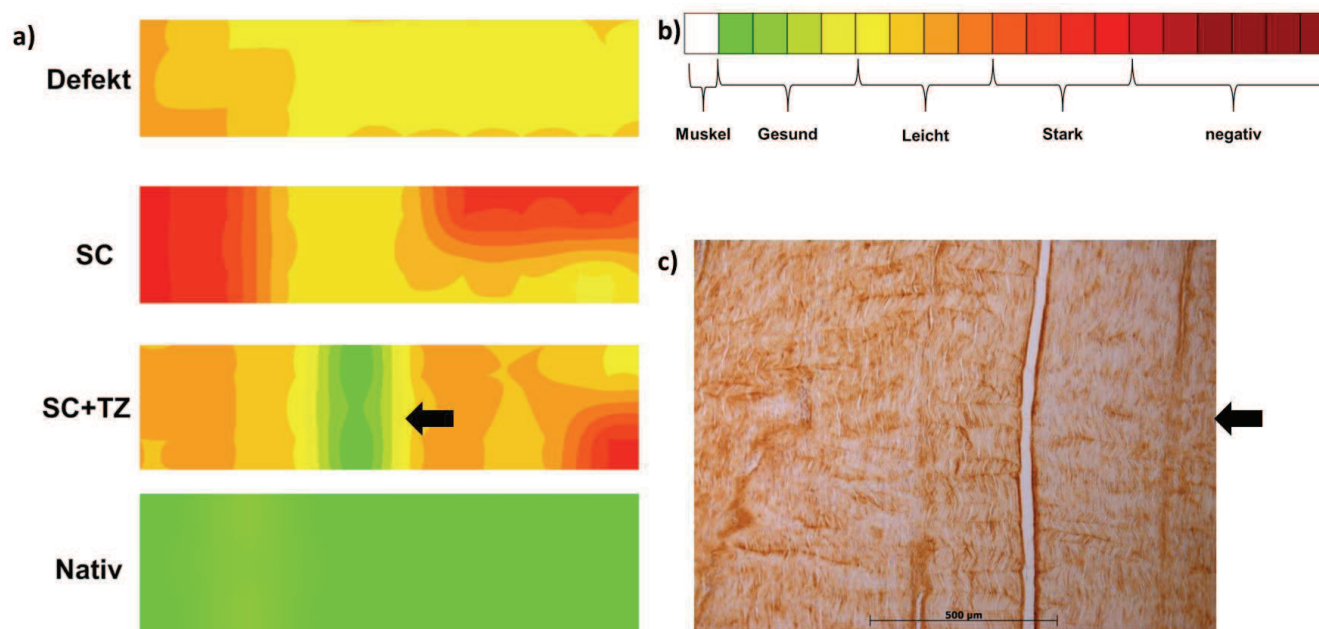 a)
Defekt
SC
SC+TZ
Nativ
b)
Muskel
Gesund
Leicht
Stark
negativ
c)
500 µm